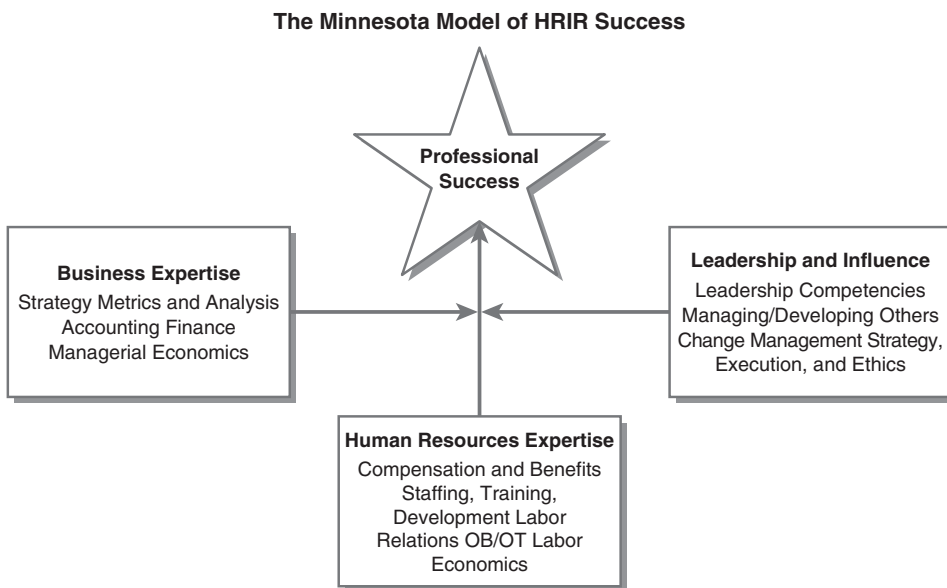 The Minnesota Model of HRIR Success
Professional
Success
Business Expertise
Strategy Metrics and Analysis
Accounting Finance
Managerial Economics
Leadership and Influence
Leadership Competencies
Managing/Developing Others
Change Management Strategy,
Execution, and Ethics
Human Resources Expertise
Compensation and Benefits
Staffing, Training,
Development Labor
Relations OB/OT Labor
Economics